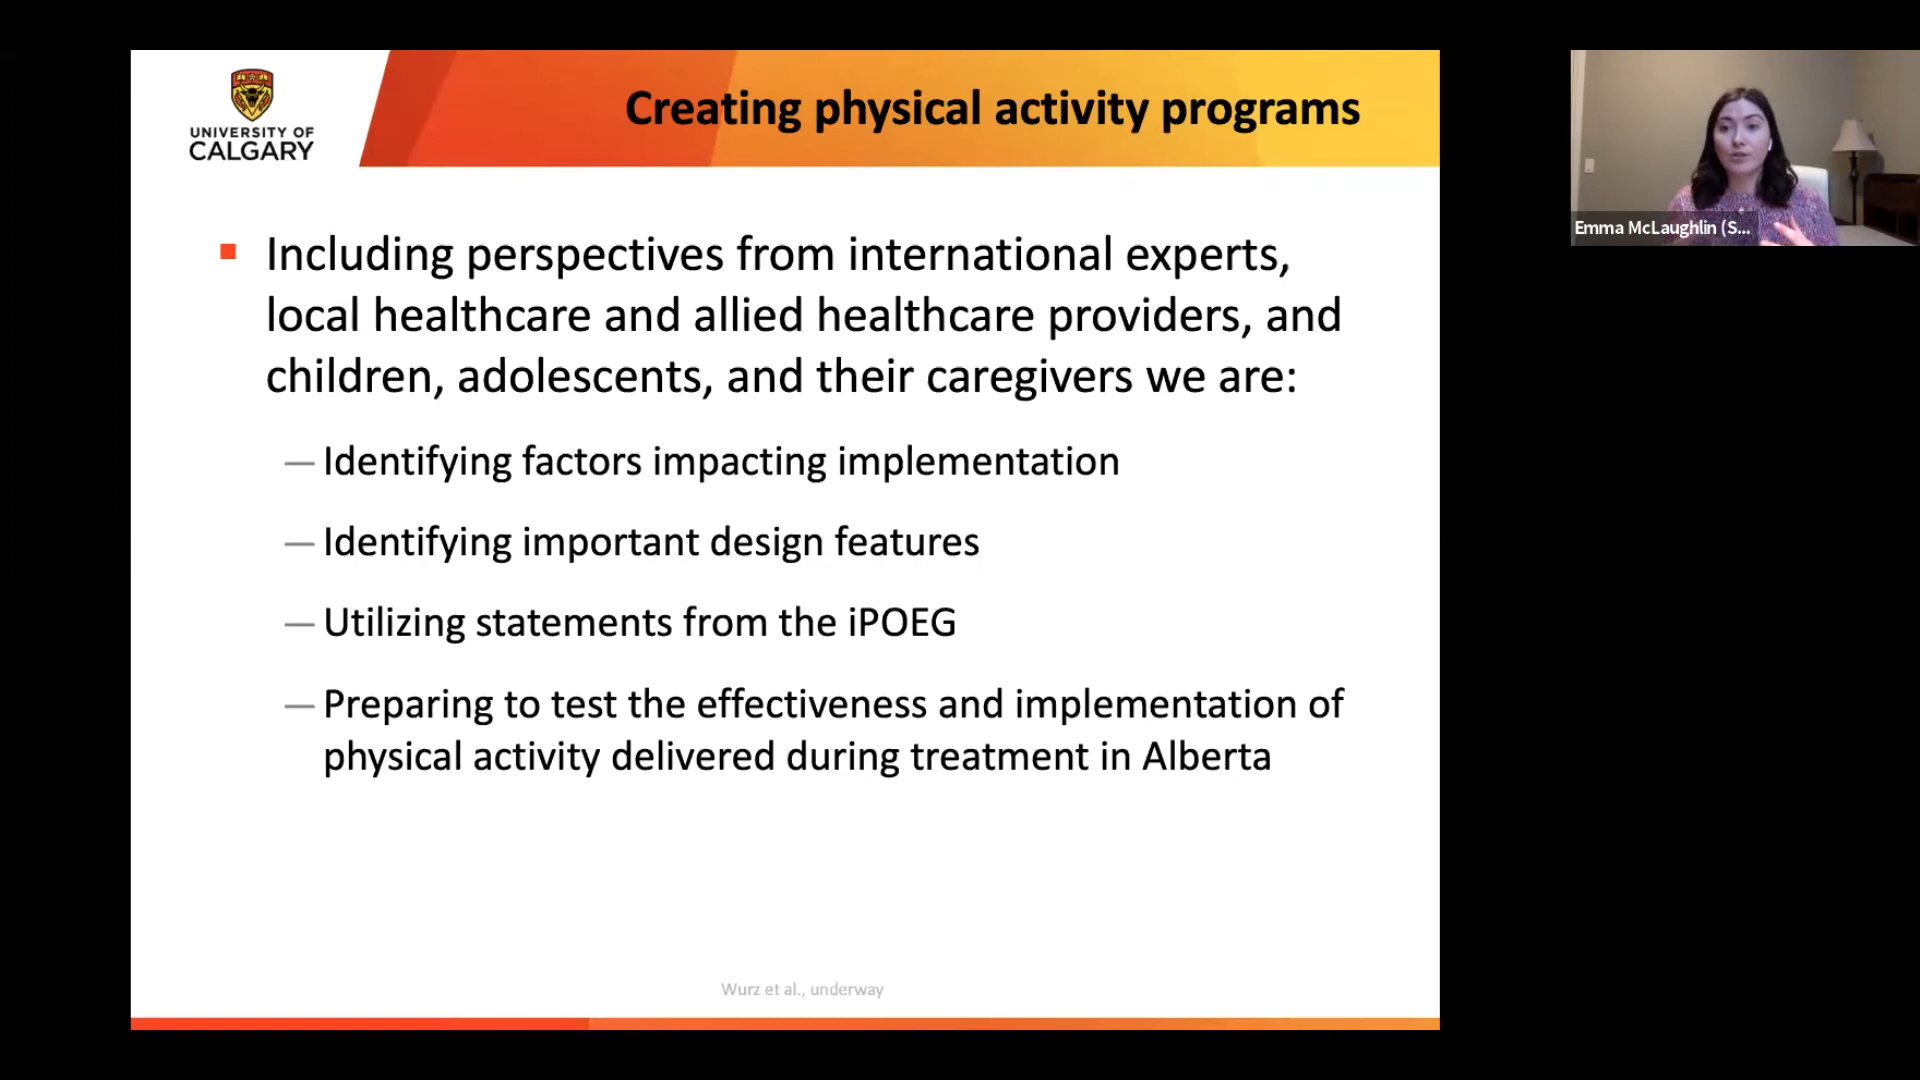 UNIVERSITY OF
CALGARY
Creating physical activity programs
Including perspectives from international experts,
local healthcare and allied healthcare providers, and
children, adolescents, and their caregivers we are:
— Identifying factors impacting implementation
— Identifying important design features
— Utilizing statements from the iPOEG
— Preparing to test the effectiveness and implementation of
physical activity delivered during treatment in Alberta
Wurz et al., underway
Emma McLaughlin (S...